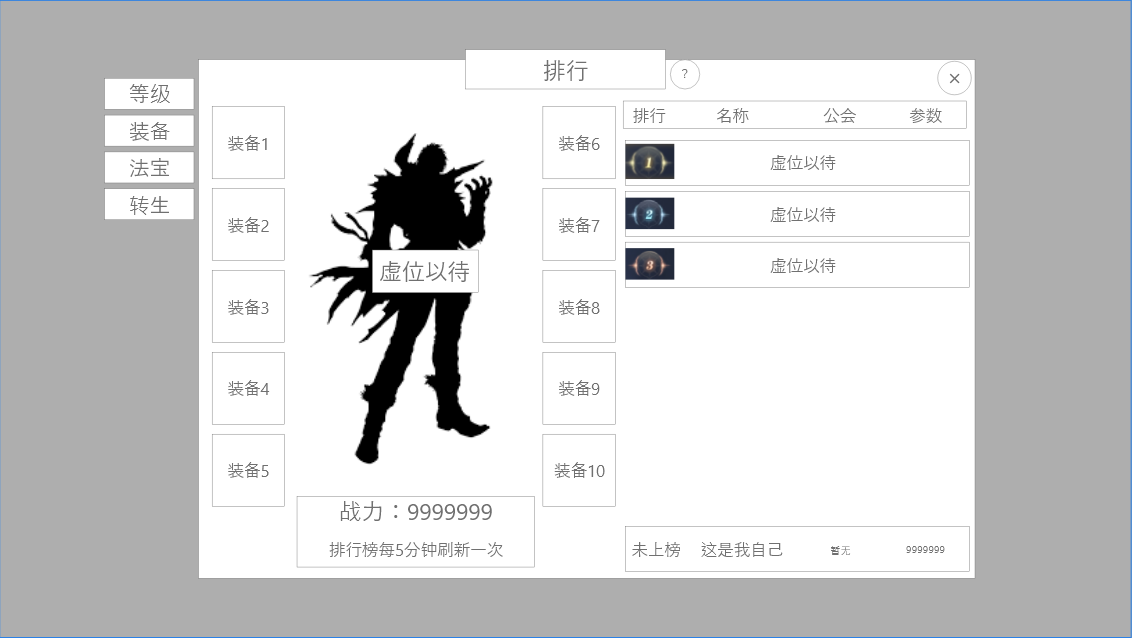 排行
?
×
等级
装备
法宝
转生
装备1
装备2
装备3
装备4
装备5
虚位以待
战力：9999999
排行榜每5分钟刷新一次
装备6
装备7
装备8
装备9
装备10
排行 名称 公会 参数
1 虚位以待
2 虚位以待
3 虚位以待
未上榜 这是我自己 暂无 9999999